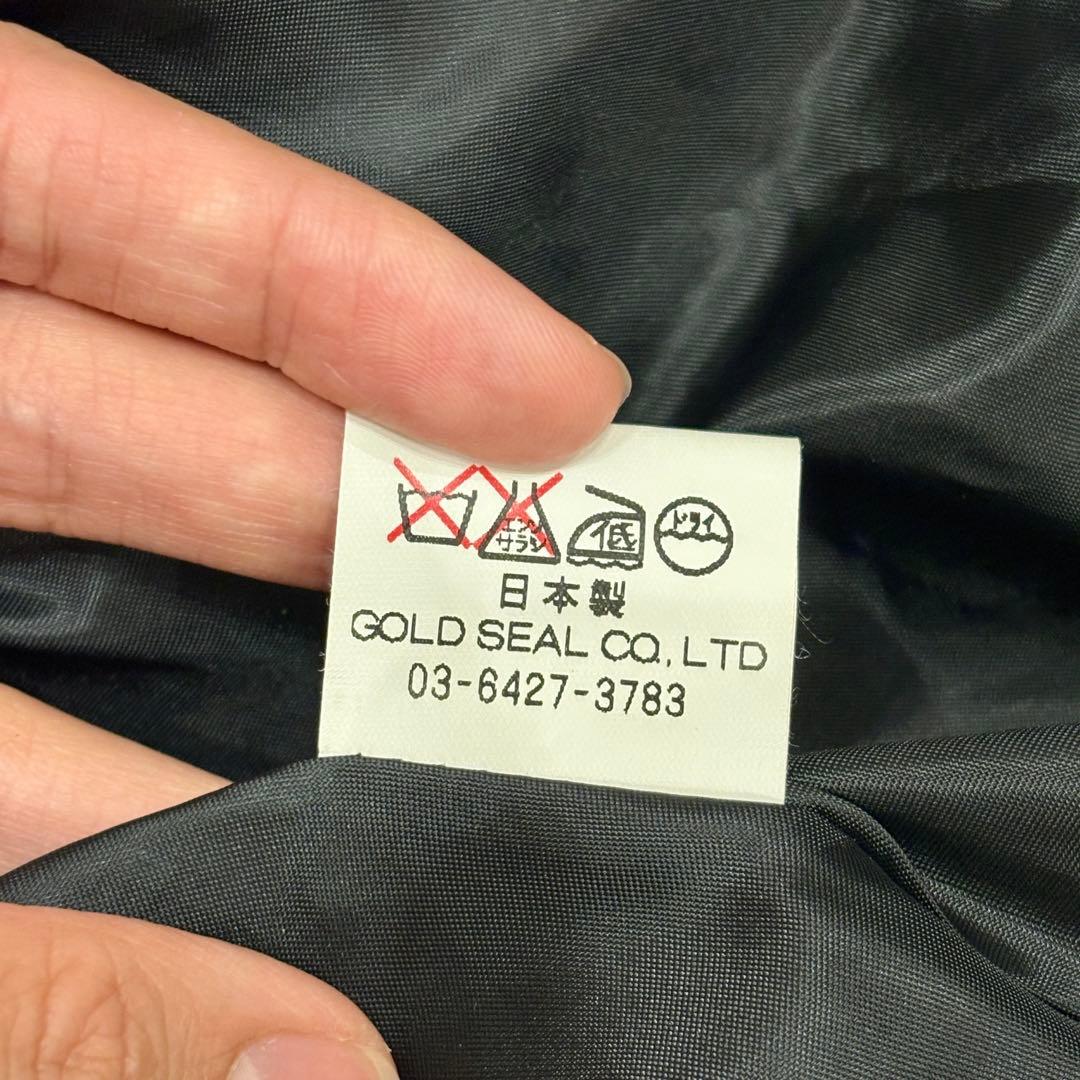 エンソ
サラシ
低
ドライ
日本製
GOLD SEAL CO., LTD
03-6427-3783